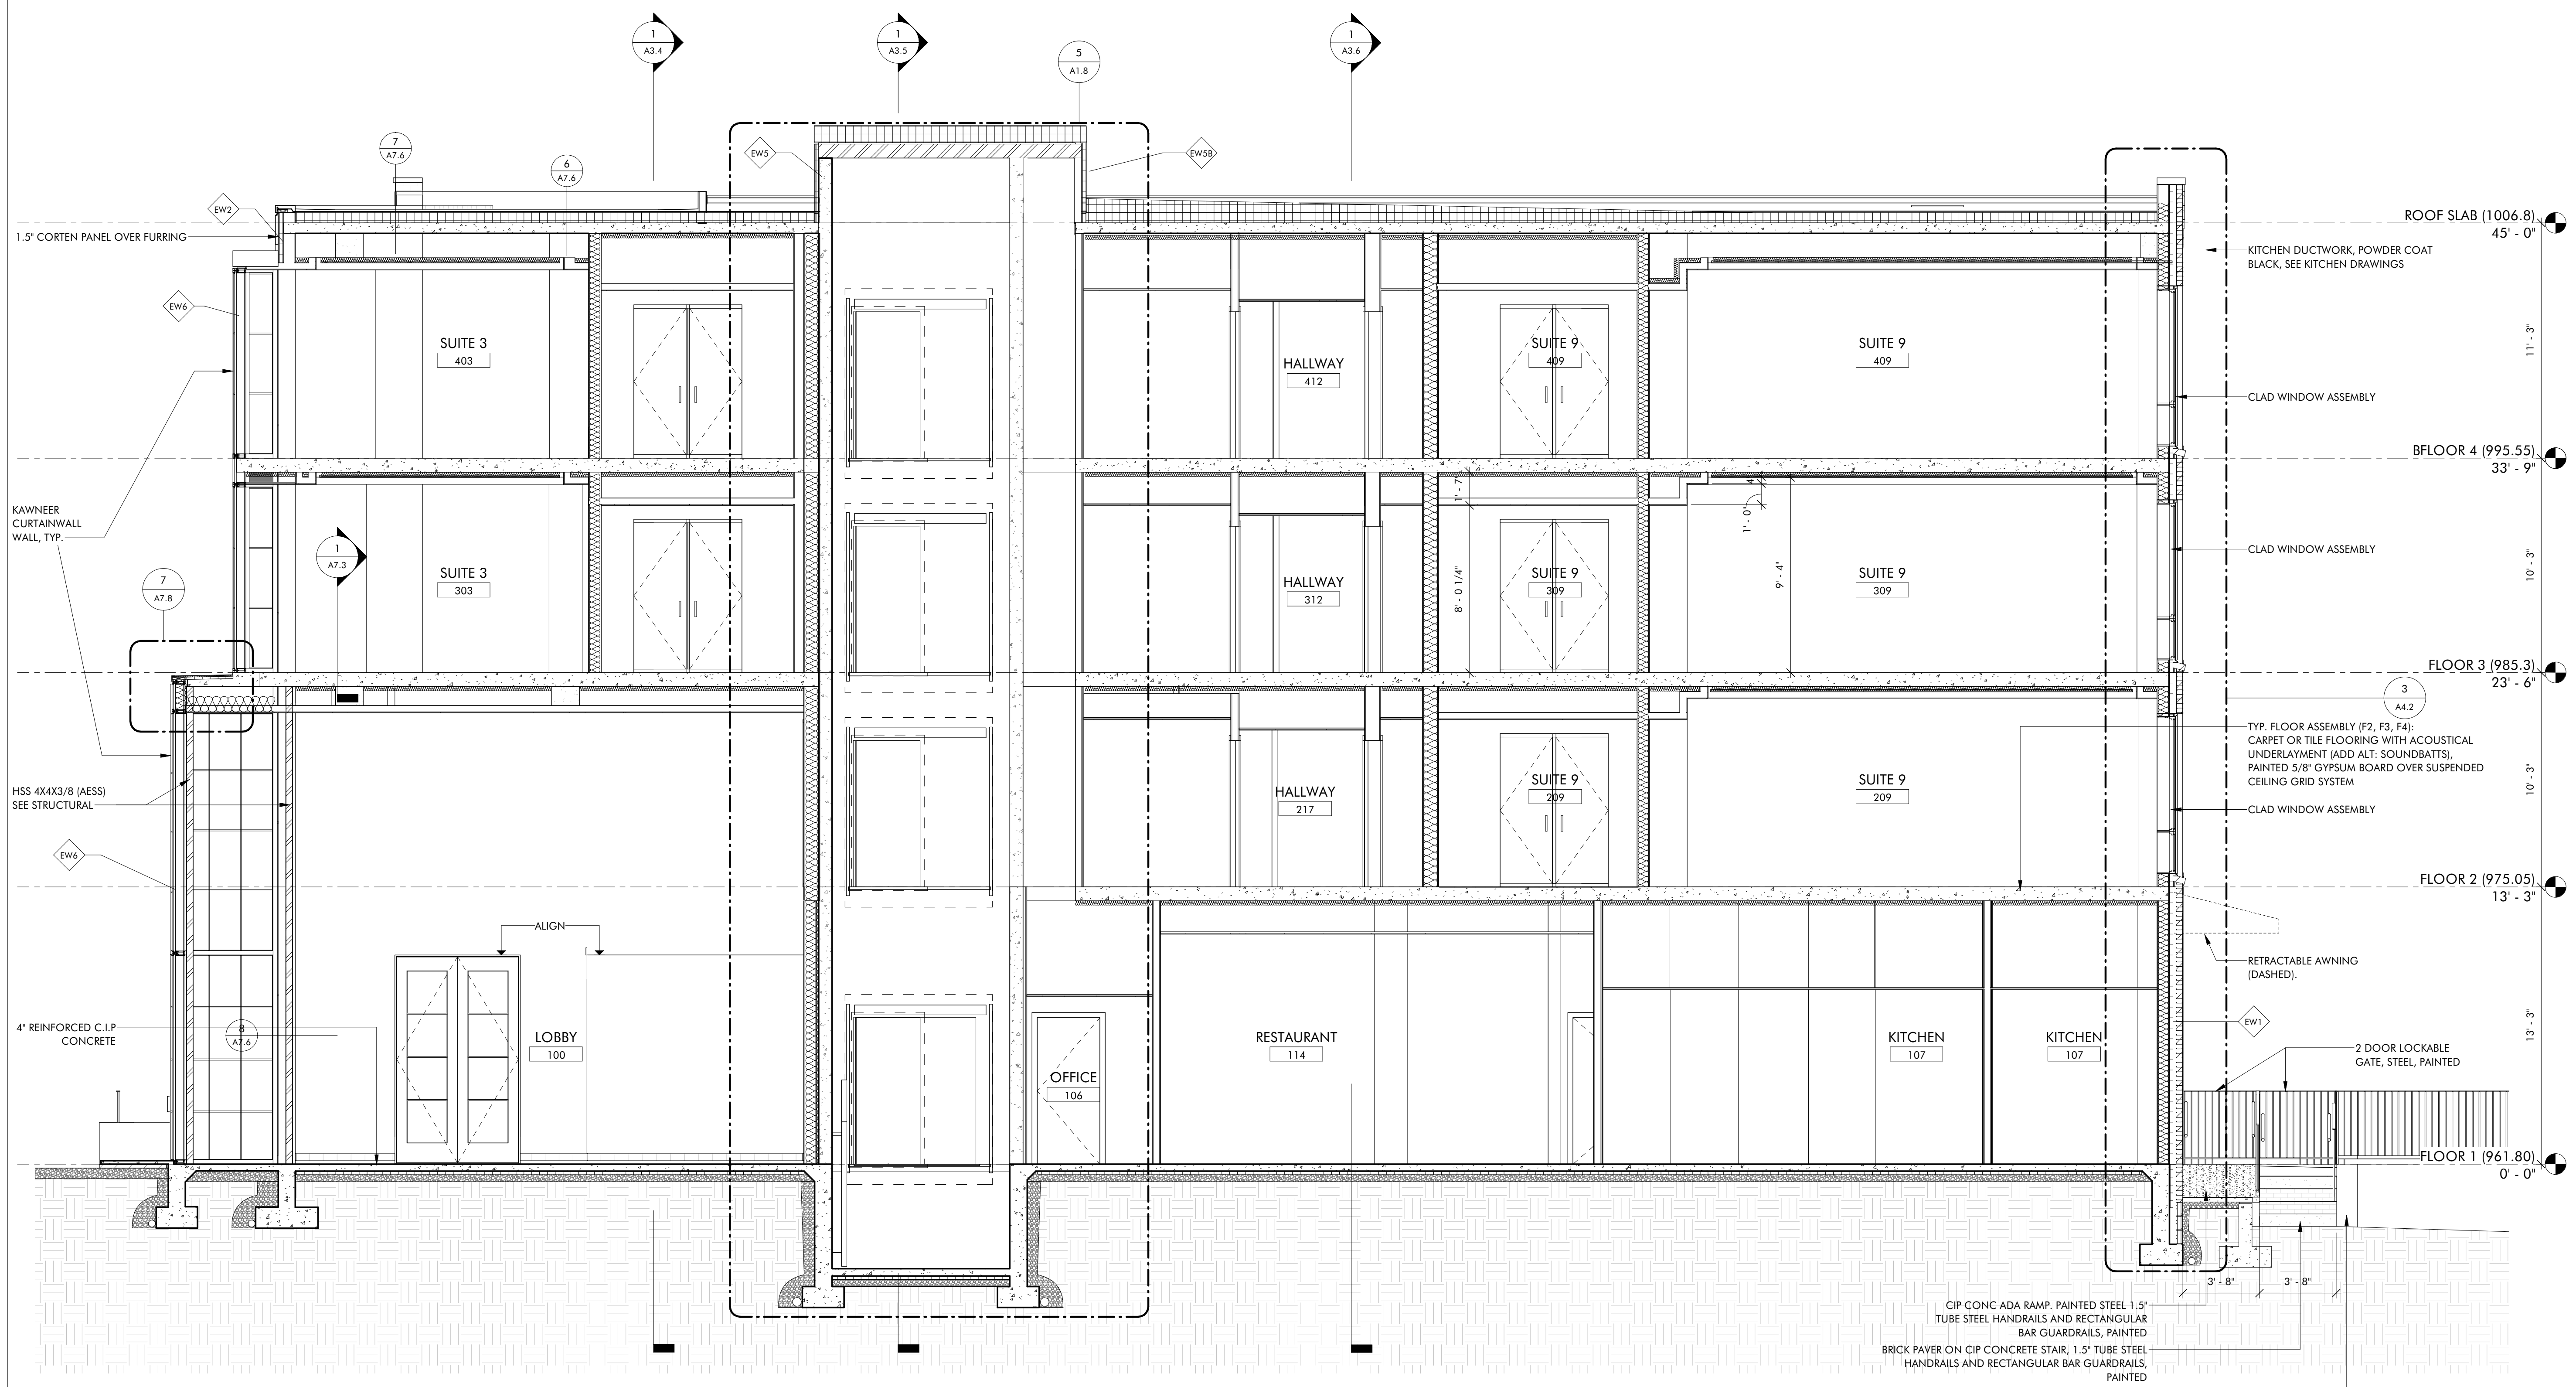 1
A3.4
1
A3.5
5
A1.8
1
A3.6
7
A7.6
6
A7.6
EW5
EW5B
EW2
1.5" CORTEN PANEL OVER FURRING
ROOF SLAB (1006.8)
45' - 0"
KITCHEN DUCTWORK, POWDER COAT
BLACK, SEE KITCHEN DRAWINGS
EW6
SUITE 3
403
HALLWAY
412
SUITE 9
409
SUITE 9
409
11' - 3"
CLAD WINDOW ASSEMBLY
BFLOOR 4 (995.55)
33' - 9"
1' - 7"
4"
1' - 0"
KAWNEER
CURTAINWALL
WALL, TYP.
1
A7.3
7
A7.8
SUITE 3
303
HALLWAY
312
8' - 0 1/4"
SUITE 9
309
9' - 4"
SUITE 9
309
CLAD WINDOW ASSEMBLY
10' - 3"
FLOOR 3 (985.3)
23' - 6"
3
A4.2
TYP. FLOOR ASSEMBLY (F2, F3, F4):
CARPET OR TILE FLOORING WITH ACOUSTICAL
UNDERLAYMENT (ADD ALT: SOUNDBATTS),
PAINTED 5/8" GYPSUM BOARD OVER SUSPENDED
CEILING GRID SYSTEM
HSS 4X4X3/8 (AESS)
SEE STRUCTURAL
HALLWAY
217
SUITE 9
209
SUITE 9
209
10' - 3"
CLAD WINDOW ASSEMBLY
EW6
FLOOR 2 (975.05)
13' - 3"
ALIGN
RETRACTABLE AWNING
(DASHED).
4" REINFORCED C.I.P
CONCRETE
8
A7.6
LOBBY
100
OFFICE
106
RESTAURANT
114
KITCHEN
107
KITCHEN
107
EW1
13' - 3"
2 DOOR LOCKABLE
GATE, STEEL, PAINTED
FLOOR 1 (961.80)
0' - 0"
3' - 8"
3' - 8"
CIP CONC ADA RAMP. PAINTED STEEL 1.5"
TUBE STEEL HANDRAILS AND RECTANGULAR
BAR GUARDRAILS, PAINTED
BRICK PAVER ON CIP CONCRETE STAIR, 1.5" TUBE STEEL
HANDRAILS AND RECTANGULAR BAR GUARDRAILS,
PAINTED